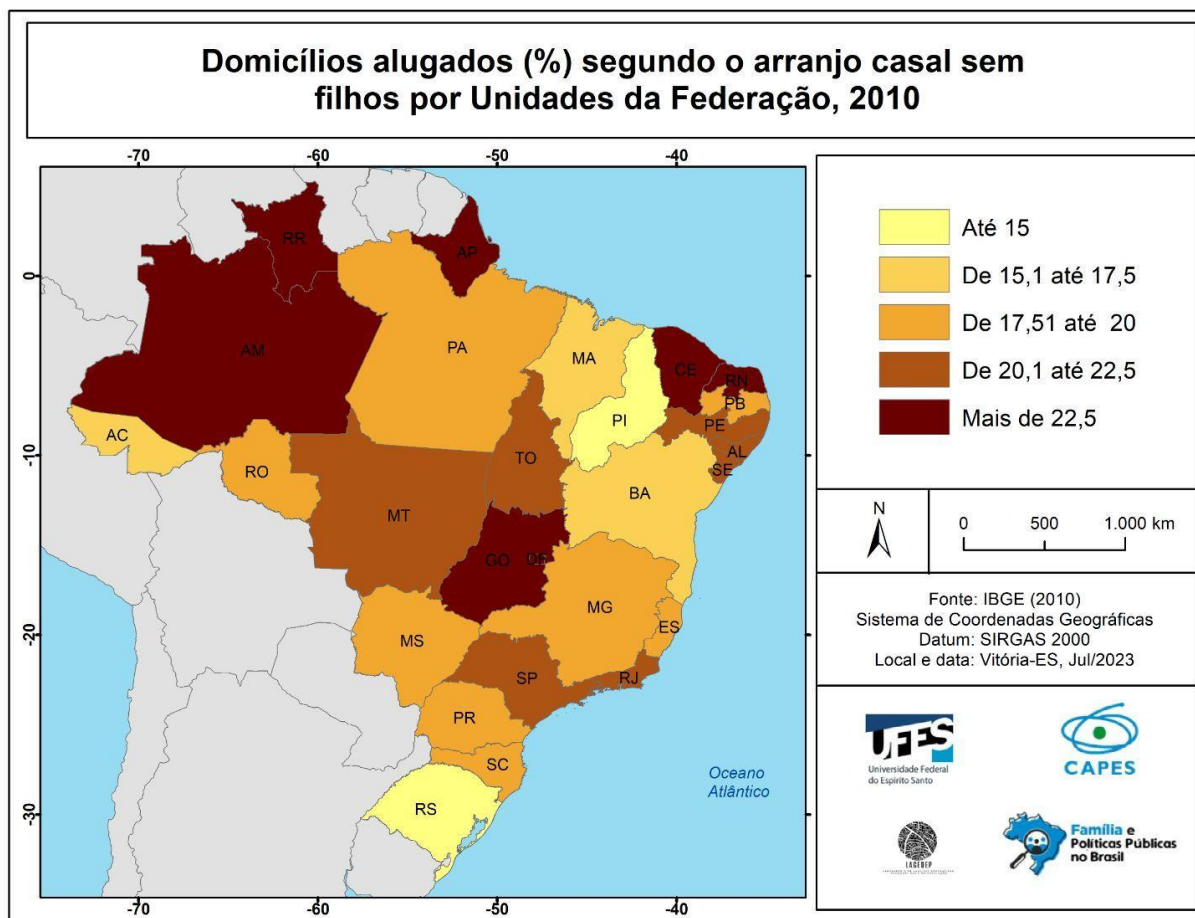 Domicílios alugados (%) segundo o arranjo casal sem
filhos por Unidades da Federação, 2010
-70 -60 -50 -40
0
-10
-20
-30
RR
AP
AM
PA
MA
CE
RN
PB
PI
PE
AL
SE
AC
RO
TO
BA
MT
GO
DF
MG
ES
MS
SP
RJ
PR
SC
RS
Oceano
Atlântico
-70 -60 -50 -40
Até 15
De 15,1 até 17,5
De 17,51 até 20
De 20,1 até 22,5
Mais de 22,5
N
0 500 1.000 km
Fonte: IBGE (2010)
Sistema de Coordenadas Geográficas
Datum: SIRGAS 2000
Local e data: Vitória-ES, Jul/2023
UFES
Universidade Federal
do Espírito Santo
CAPES
LAGEDEP
Família e
Políticas Públicas
no Brasil